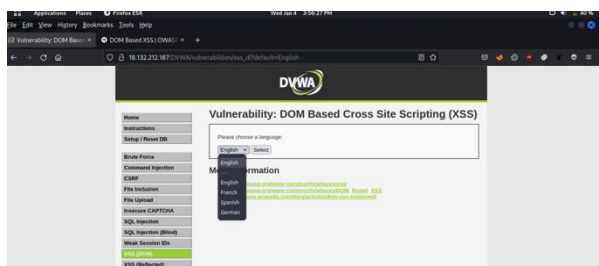 Applications Places Firefox ESR Wed Jan 4 3:56:27 PM 40 %
File Edit View History Bookmarks Tools Help
Vulnerability: DOM Based × DOM Based XSS | OWASP × +
18.132.212.187/DVWA/vulnerabilities/xss_d/?default=English
DVWA
Vulnerability: DOM Based Cross Site Scripting (XSS)
Home
Instructions
Setup / Reset DB
Brute Force
Command Injection
CSRF
File Inclusion
File Upload
Insecure CAPTCHA
SQL Injection
SQL Injection (Blind)
Weak Session IDs
XSS (DOM)
XSS (Reflected)
Please choose a language:
English Select
English
English
French
Spanish
German